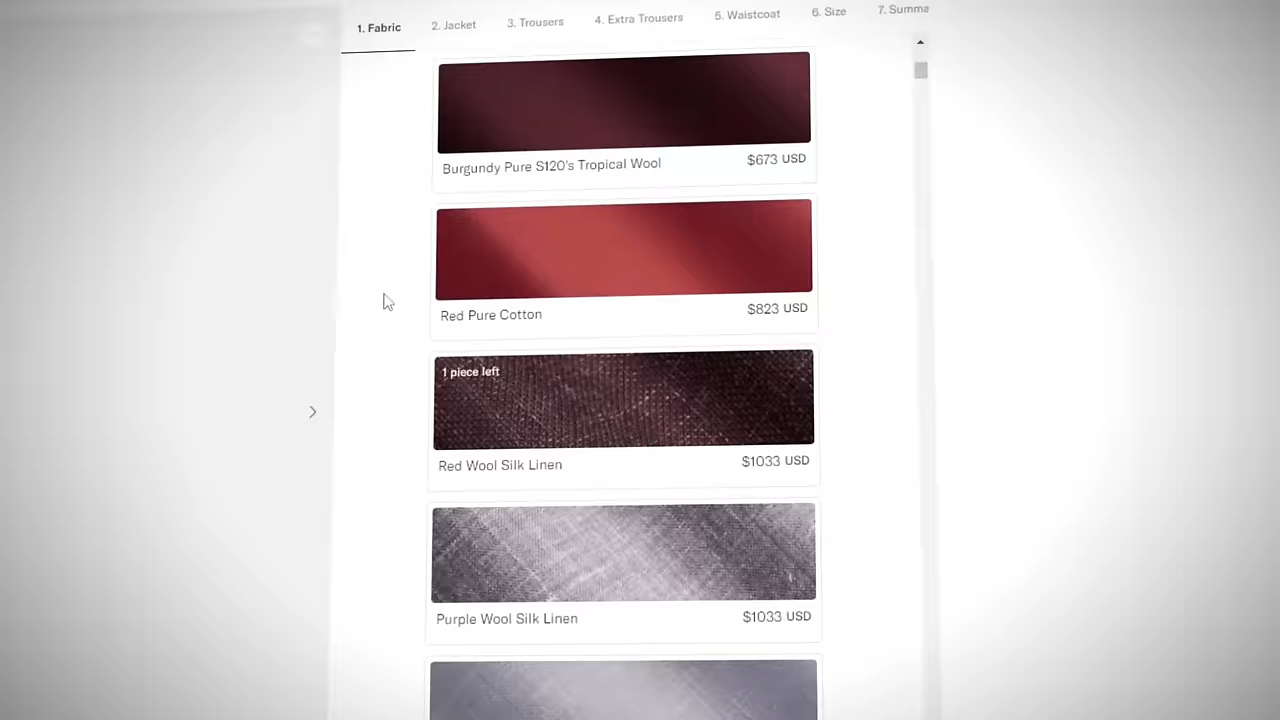 1. Fabric 2. Jacket 3. Trousers 4. Extra Trousers 5. Waistcoat 6. Size 7. Summa
Burgundy Pure S120's Tropical Wool $673 USD
Red Pure Cotton $823 USD
1 piece left
Red Wool Silk Linen $1033 USD
Purple Wool Silk Linen $1033 USD